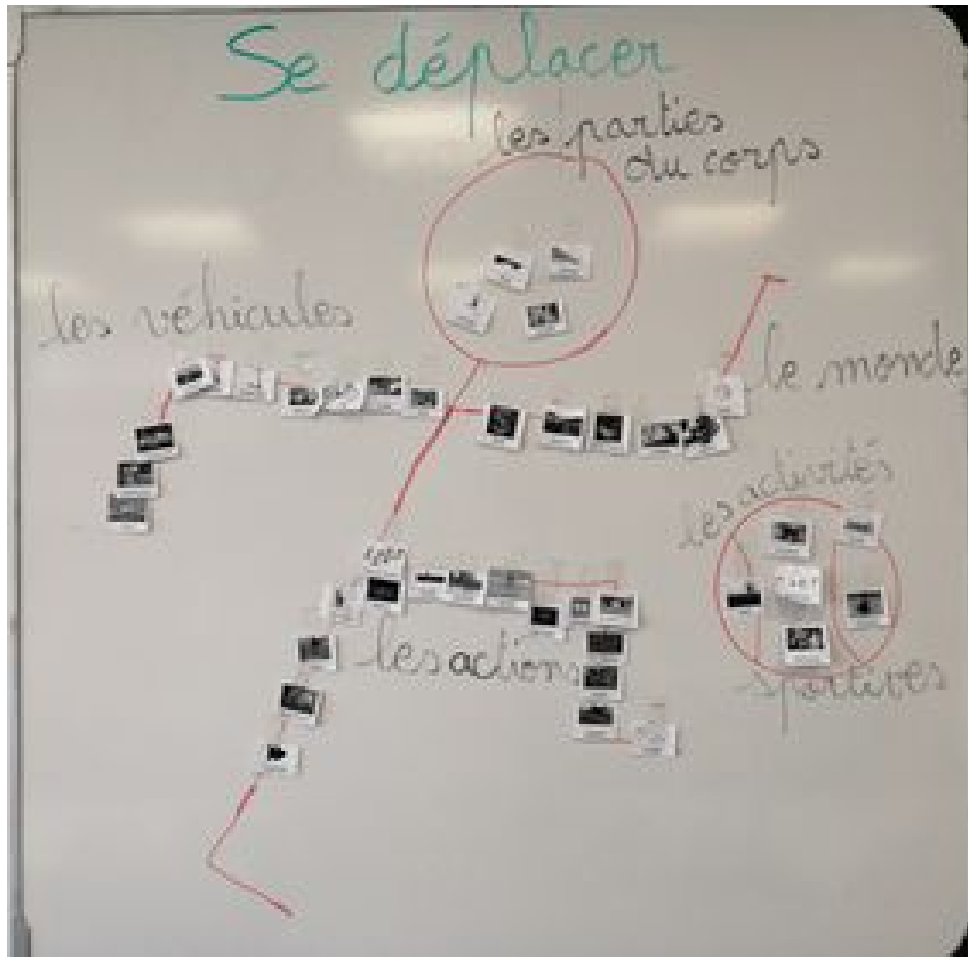 Se déplacer
les parties
du corps
les véhicules
le monde
les activités
sportives
les actions